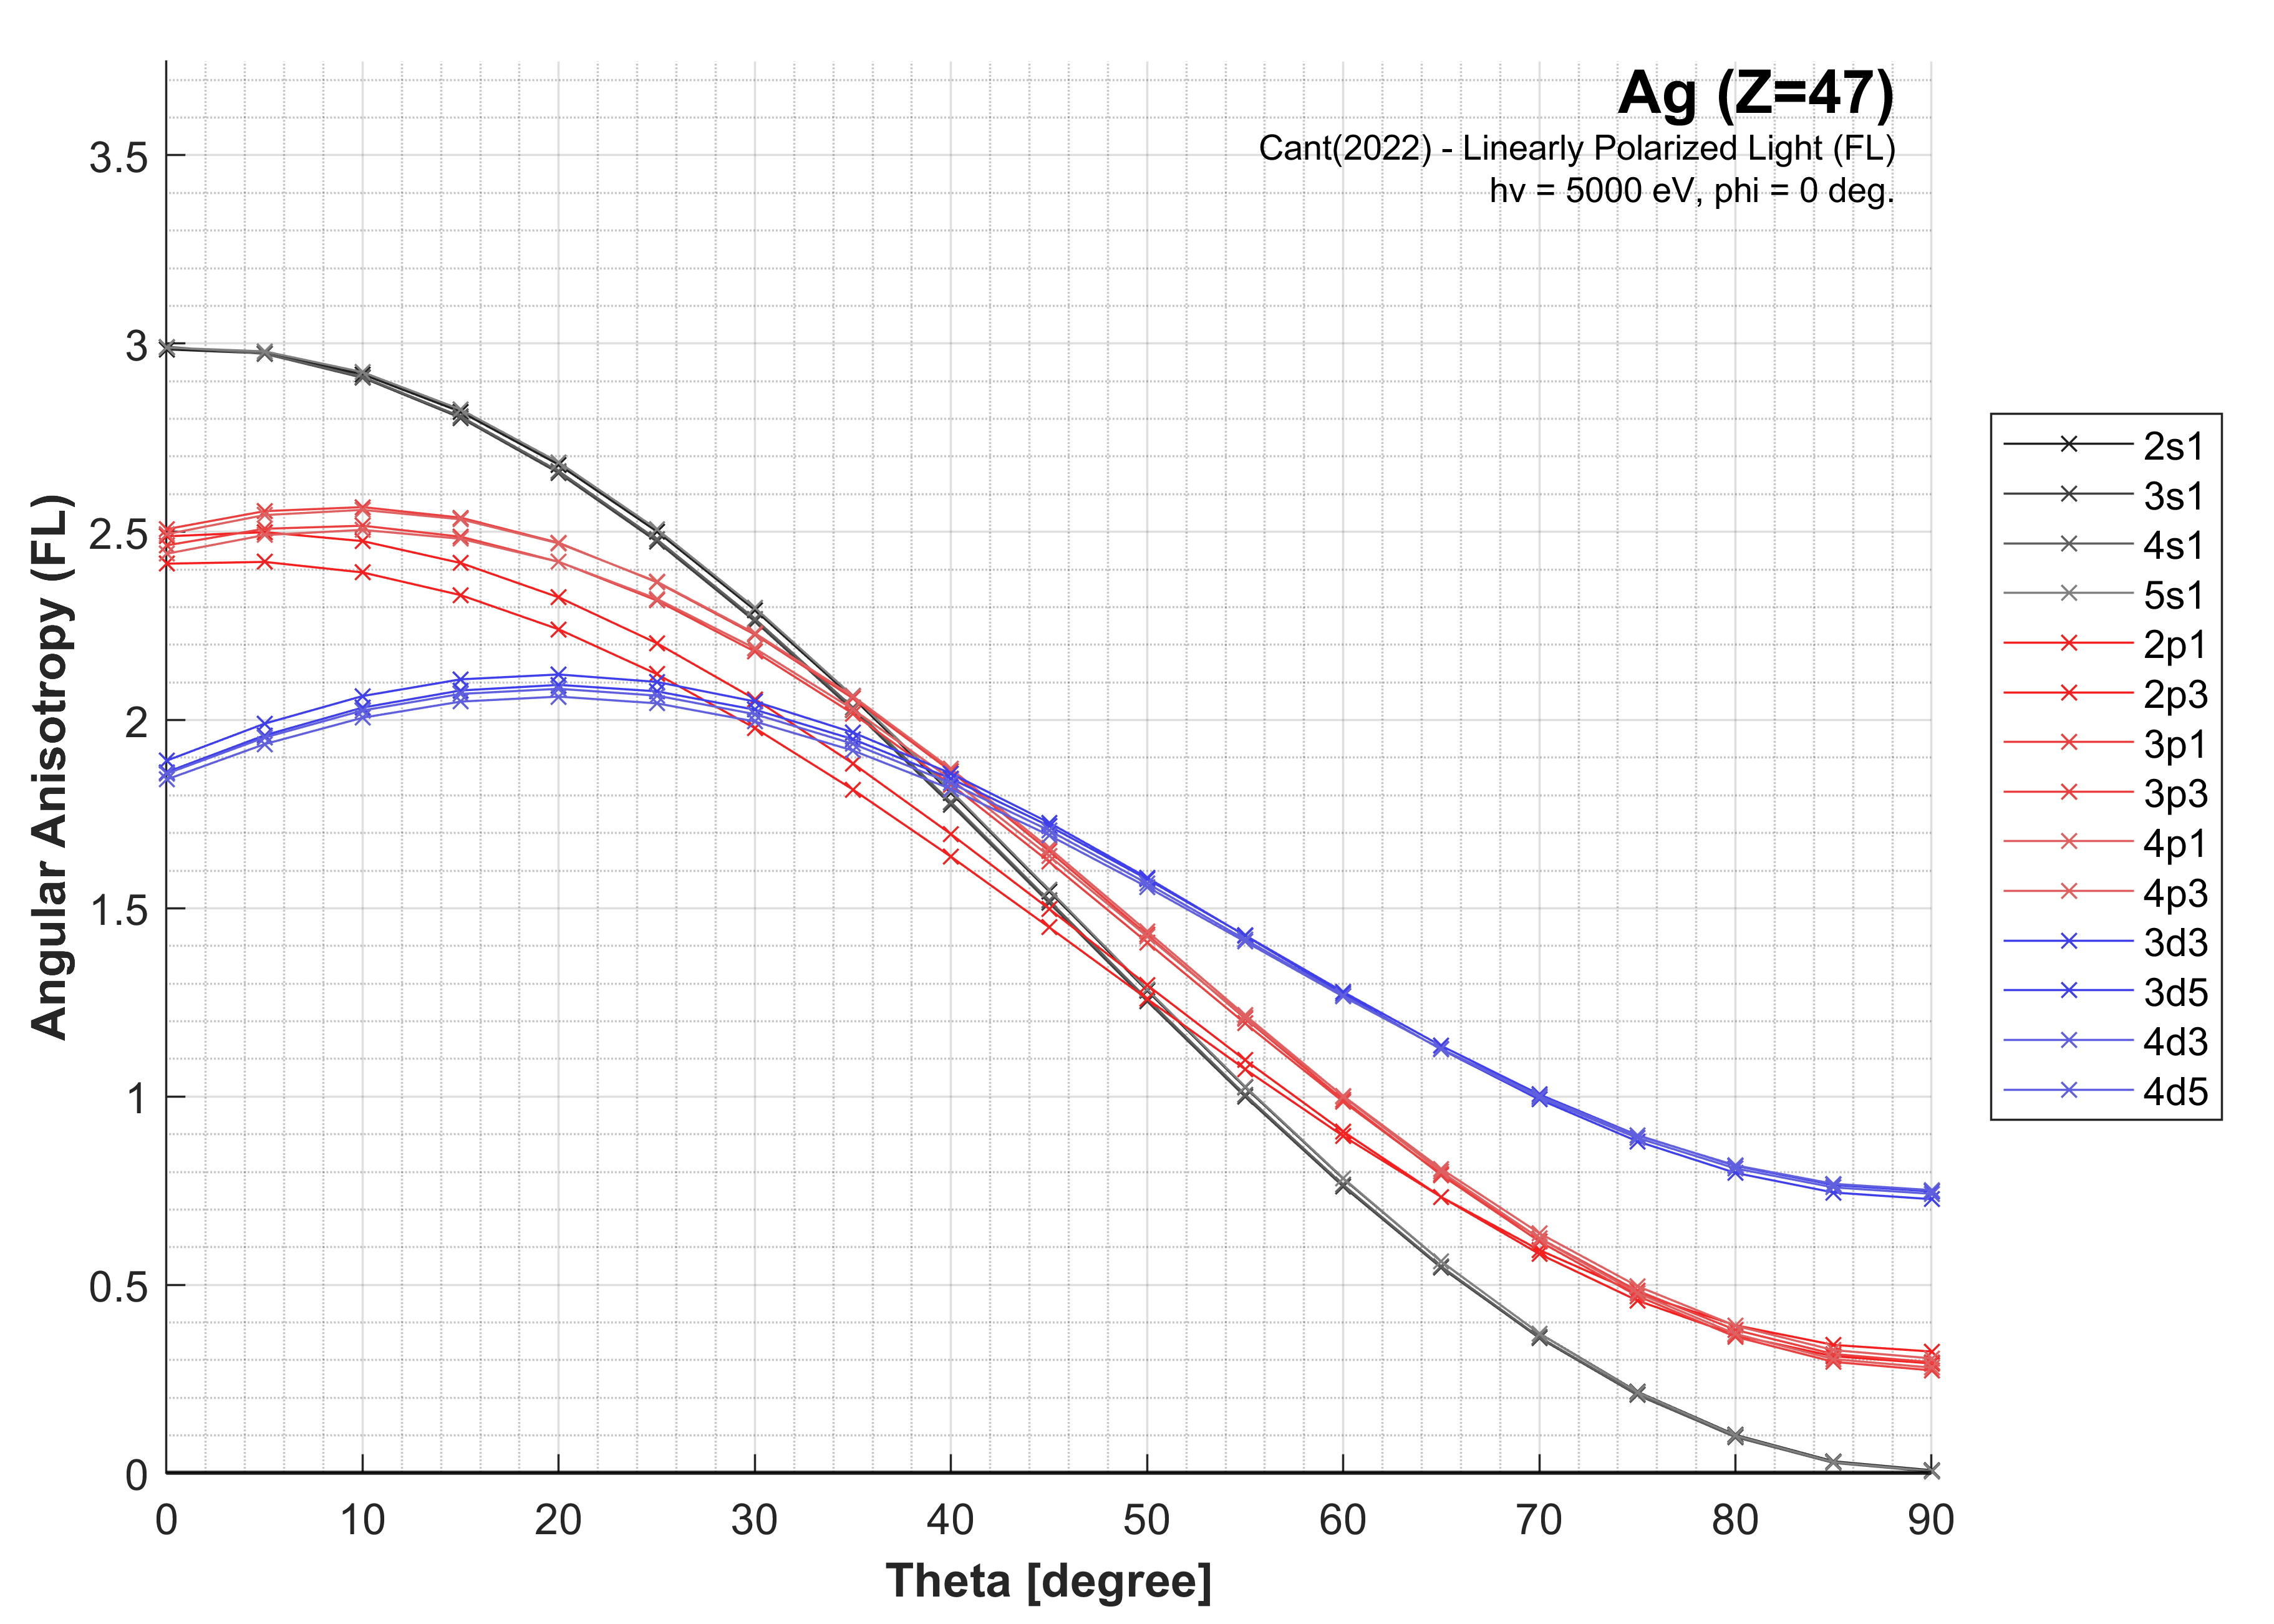 Ag (Z=47)
Cant(2022) - Linearly Polarized Light (FL)
hv = 5000 eV, phi = 0 deg.
Angular Anisotropy (FL)
3.5
3
2.5
2
1.5
1
0.5
0
0 10 20 30 40 50 60 70 80 90
Theta [degree]
2s1
3s1
4s1
5s1
2p1
2p3
3p1
3p3
4p1
4p3
3d3
3d5
4d3
4d5